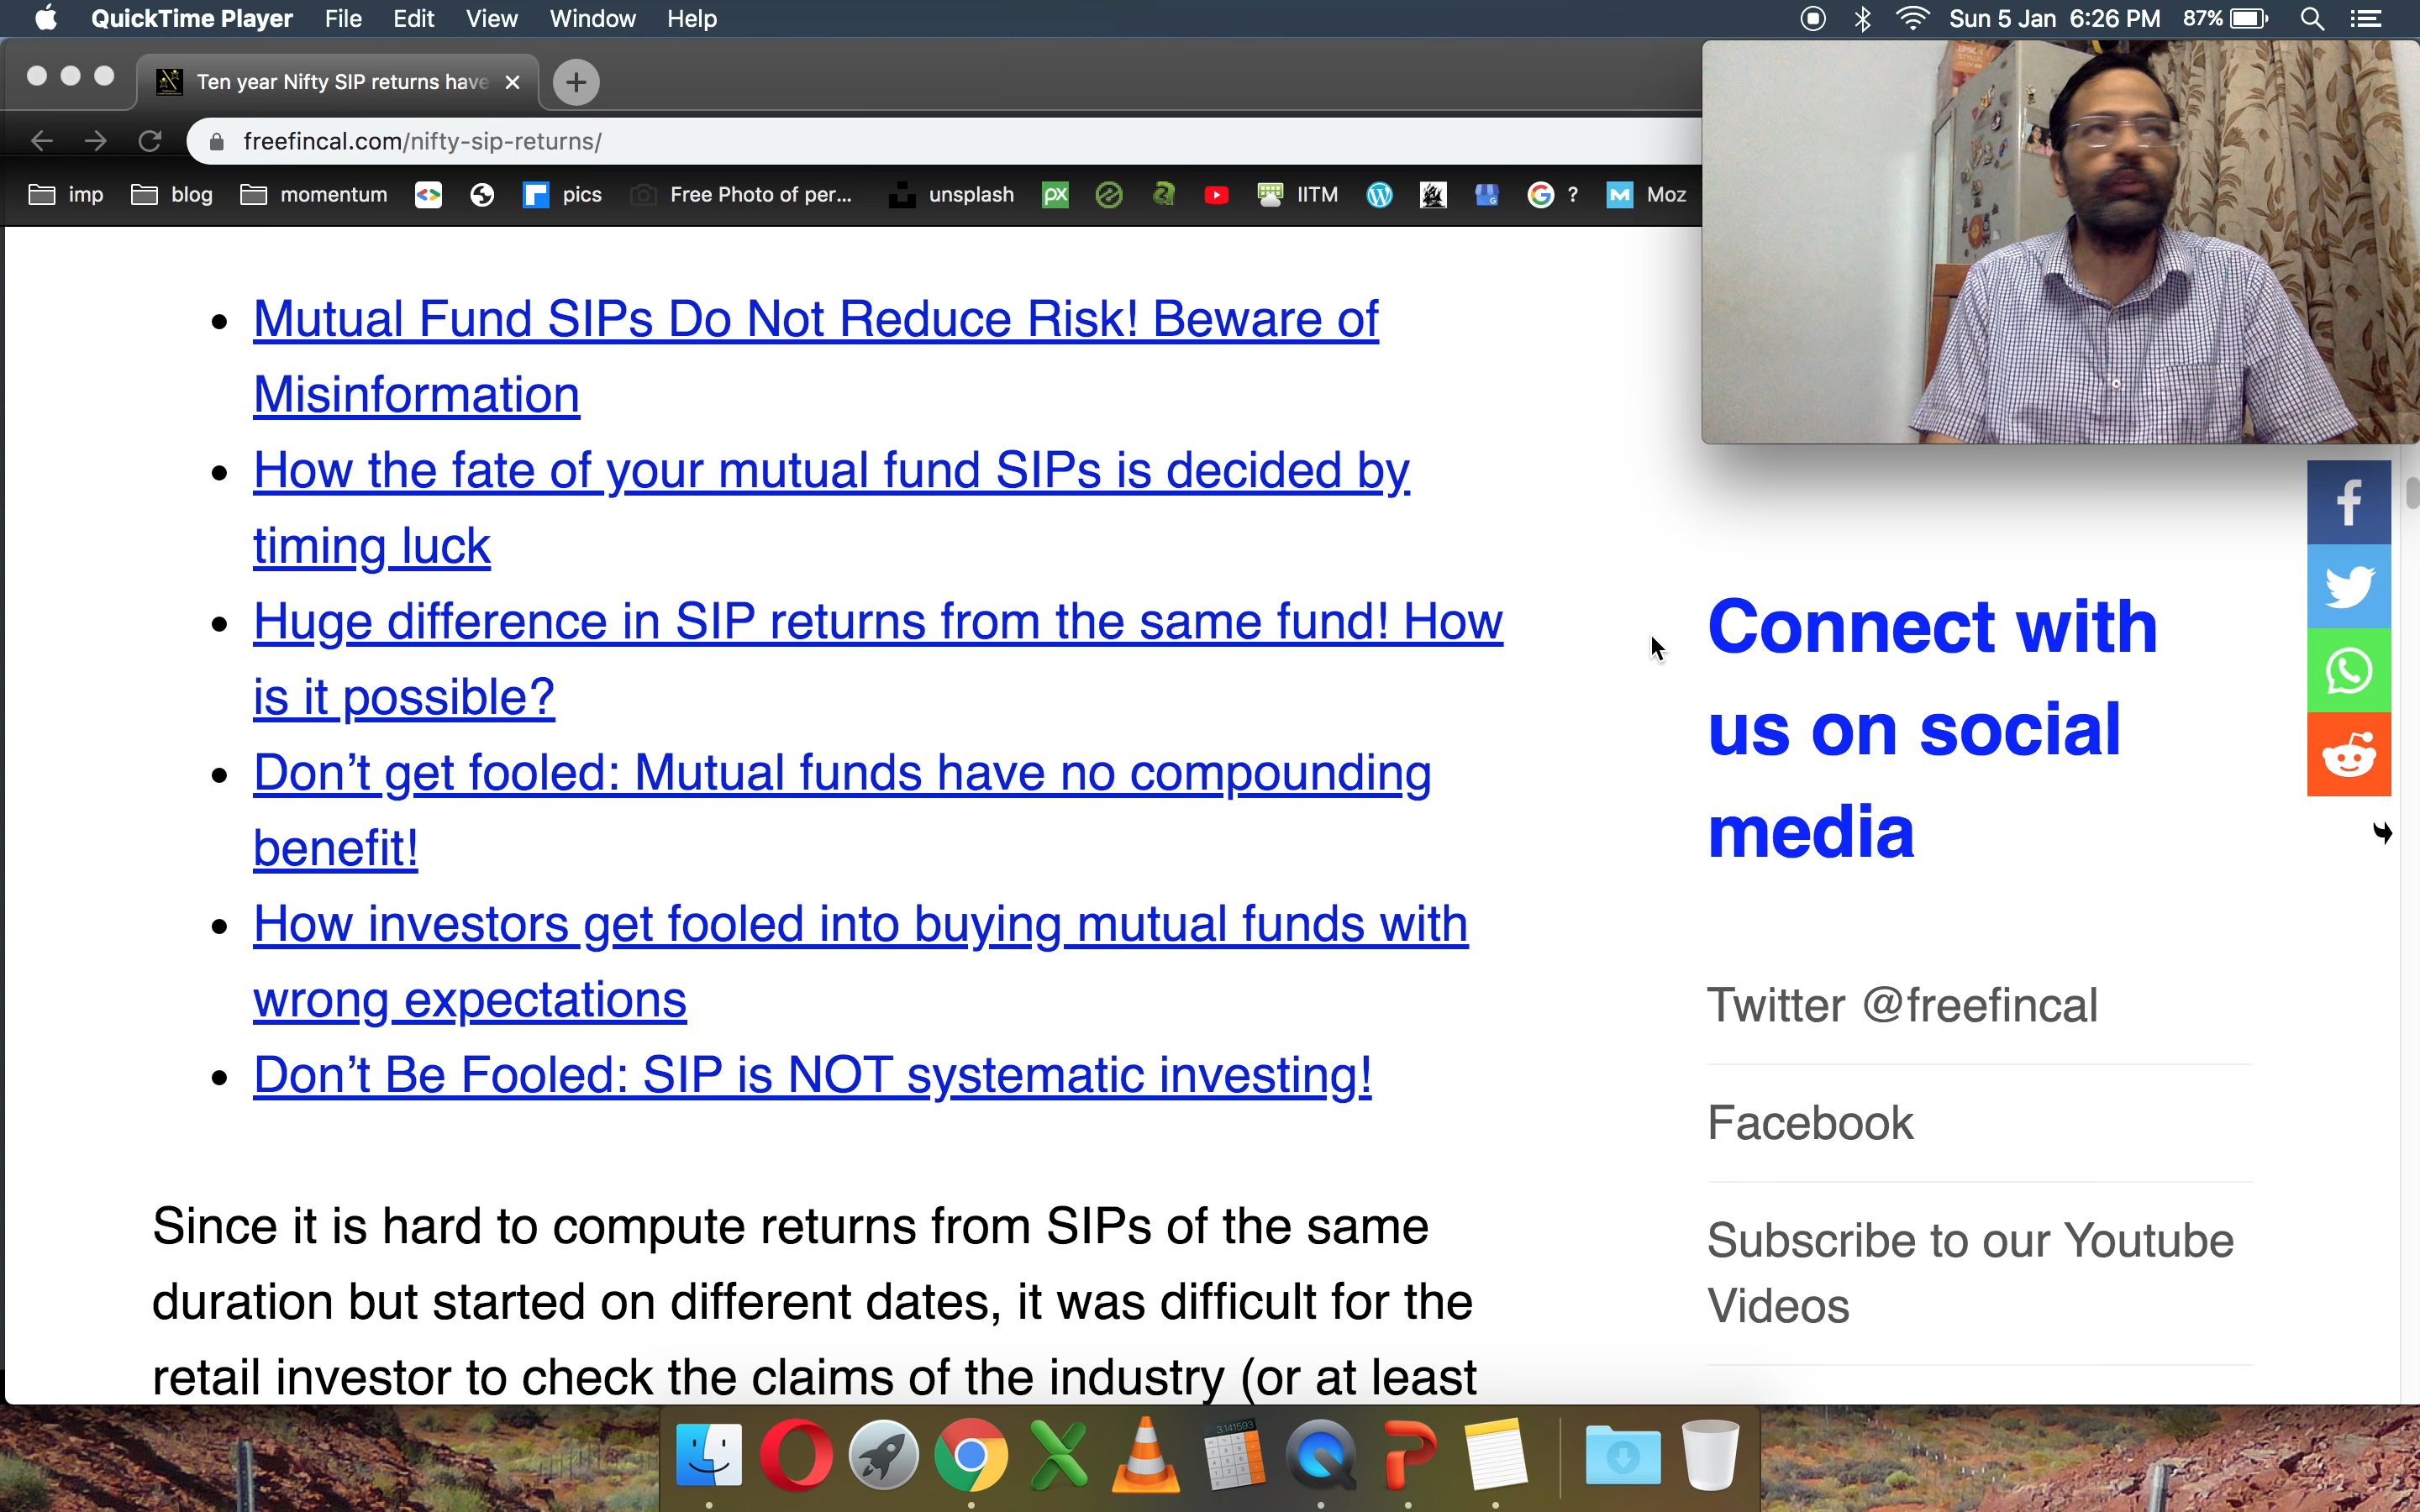 QuickTime Player File Edit View Window Help Sun 5 Jan 6:26 PM 87%
Ten year Nifty SIP returns have
freefincal.com/nifty-sip-returns/
imp blog momentum pics Free Photo of per... unsplash px IITM ? Moz
Mutual Fund SIPs Do Not Reduce Risk! Beware of
Misinformation
How the fate of your mutual fund SIPs is decided by
timing luck
Huge difference in SIP returns from the same fund! How
is it possible?
Don’t get fooled: Mutual funds have no compounding
benefit!
How investors get fooled into buying mutual funds with
wrong expectations
Don’t Be Fooled: SIP is NOT systematic investing!
Since it is hard to compute returns from SIPs of the same
duration but started on different dates, it was difficult for the
retail investor to check the claims of the industry (or at least
Connect with
us on social
media
Twitter @freefincal
Facebook
Subscribe to our Youtube
Videos
3.141593